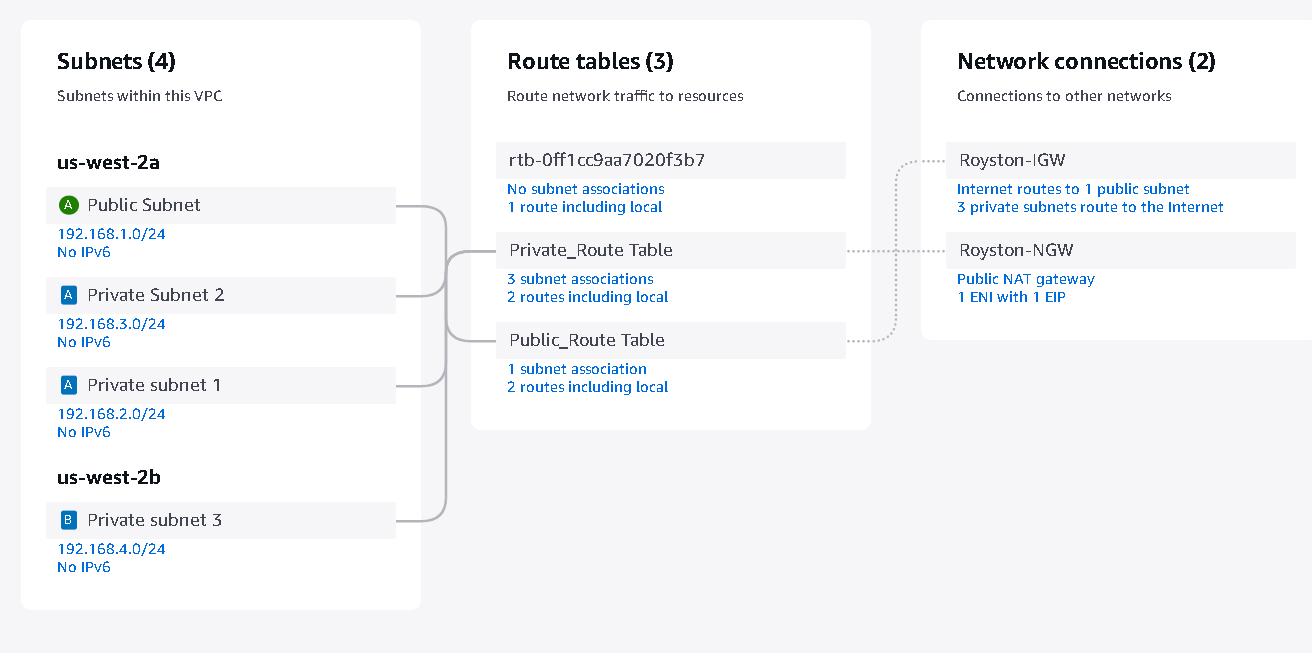 Subnets (4)
Subnets within this VPC
us-west-2a
A Public Subnet
192.168.1.0/24
No IPv6
A Private Subnet 2
192.168.3.0/24
No IPv6
A Private subnet 1
192.168.2.0/24
No IPv6
us-west-2b
B Private subnet 3
192.168.4.0/24
No IPv6
Route tables (3)
Route network traffic to resources
rtb-0ff1cc9aa7020f3b7
No subnet associations
1 route including local
Private_Route Table
3 subnet associations
2 routes including local
Public_Route Table
1 subnet association
2 routes including local
Network connections (2)
Connections to other networks
Royston-IGW
Internet routes to 1 public subnet
3 private subnets route to the Internet
Royston-NGW
Public NAT gateway
1 ENI with 1 EIP